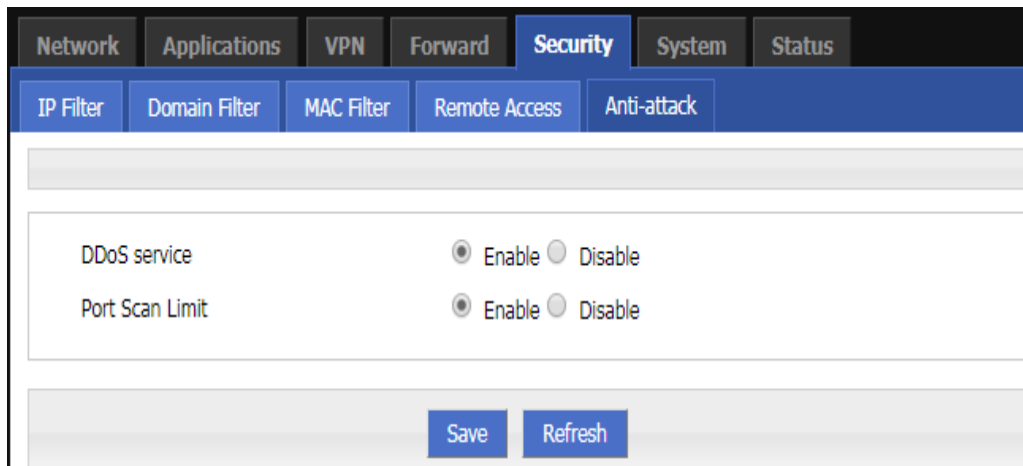 Network Applications VPN Forward Security System Status
IP Filter Domain Filter MAC Filter Remote Access Anti-attack
DDoS service Enable Disable
Port Scan Limit Enable Disable
Save Refresh